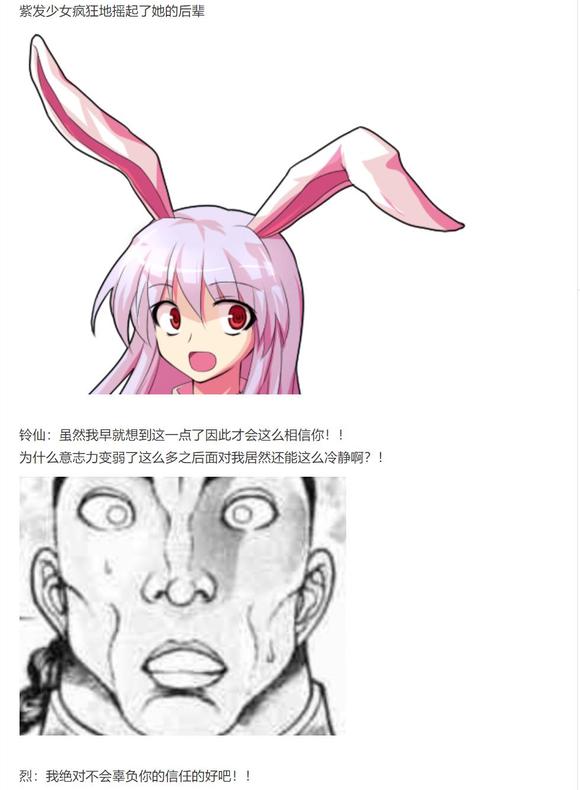 紫发少女疯狂地摇起了她的后辈
铃仙：虽然我早就想到这一点了因此才会这么相信你！！
为什么意志力变弱了这么多之后面对我居然还能这么冷静啊？！
烈：我绝对不会辜负你的信任的好吧！！